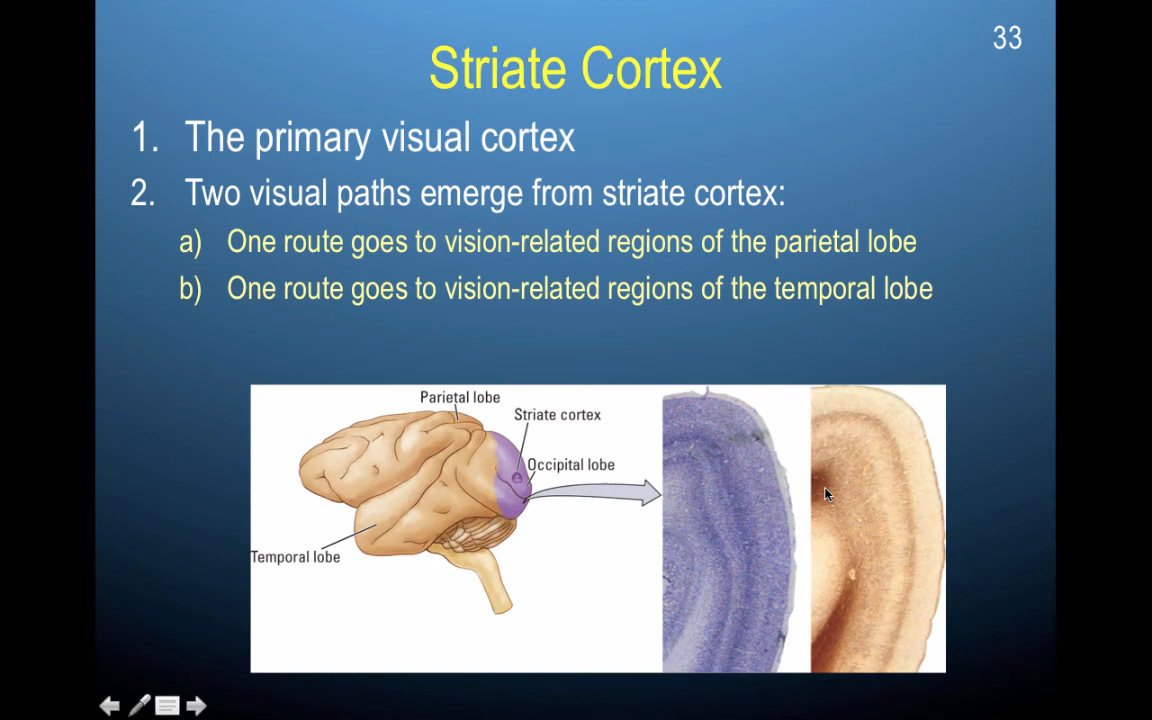 33
Striate Cortex
1. The primary visual cortex
2. Two visual paths emerge from striate cortex:
a) One route goes to vision-related regions of the parietal lobe
b) One route goes to vision-related regions of the temporal lobe
Parietal lobe
Striate cortex
Occipital lobe
Temporal lobe